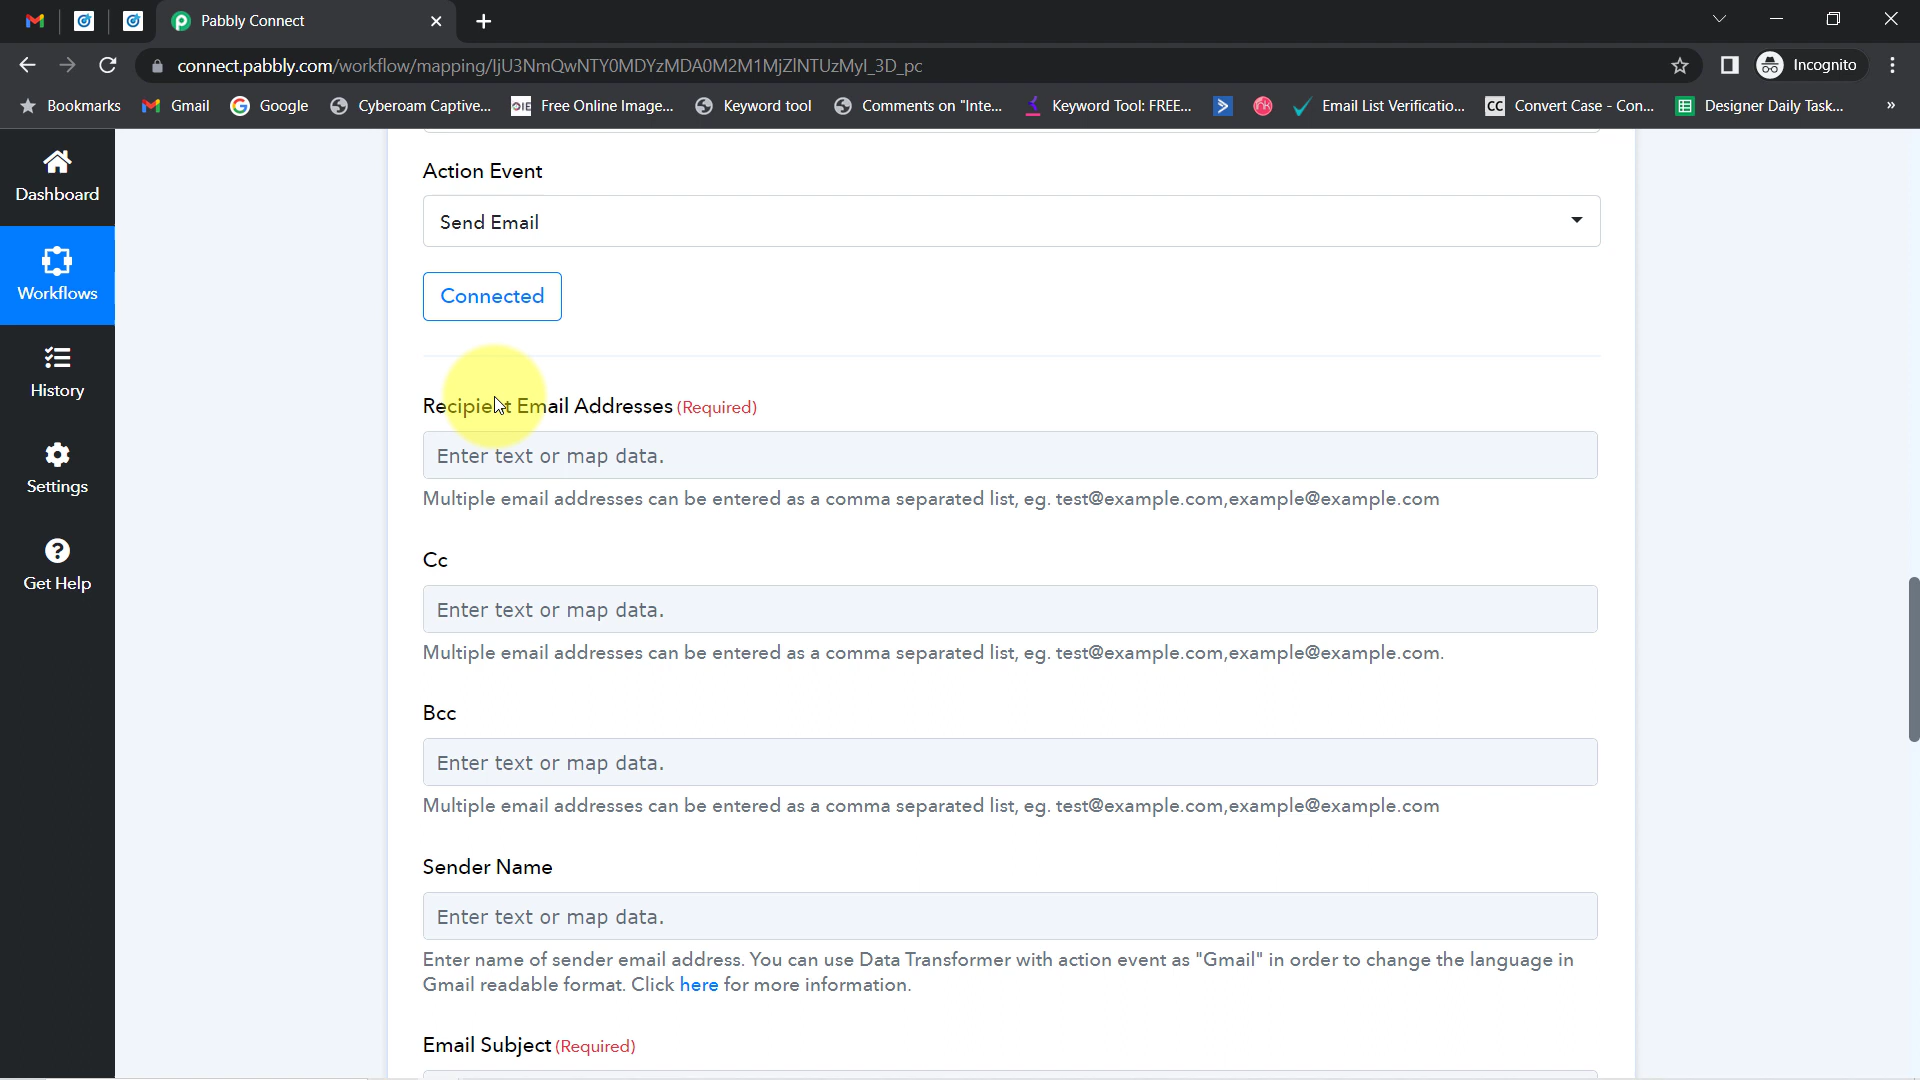 Pabbly Connect
connect.pabbly.com/workflow/mapping/IjU3NmQwNTY0MDYzMDA0M2M1MjZlNTUzMyI_3D_pc
Incognito
Bookmarks Gmail Google Cyberoam Captive... OIE Free Online Image... Keyword tool Comments on "Inte... Keyword Tool: FREE... Email List Verificatio... CC Convert Case - Con... Designer Daily Task... »
Dashboard
Workflows
History
Settings
Get Help
Action Event
Send Email
Connected
Recipient Email Addresses (Required)
Enter text or map data.
Multiple email addresses can be entered as a comma separated list, eg. test@example.com,example@example.com
Cc
Enter text or map data.
Multiple email addresses can be entered as a comma separated list, eg. test@example.com,example@example.com.
Bcc
Enter text or map data.
Multiple email addresses can be entered as a comma separated list, eg. test@example.com,example@example.com
Sender Name
Enter text or map data.
Enter name of sender email address. You can use Data Transformer with action event as "Gmail" in order to change the language in
Gmail readable format. Click here for more information.
Email Subject (Required)